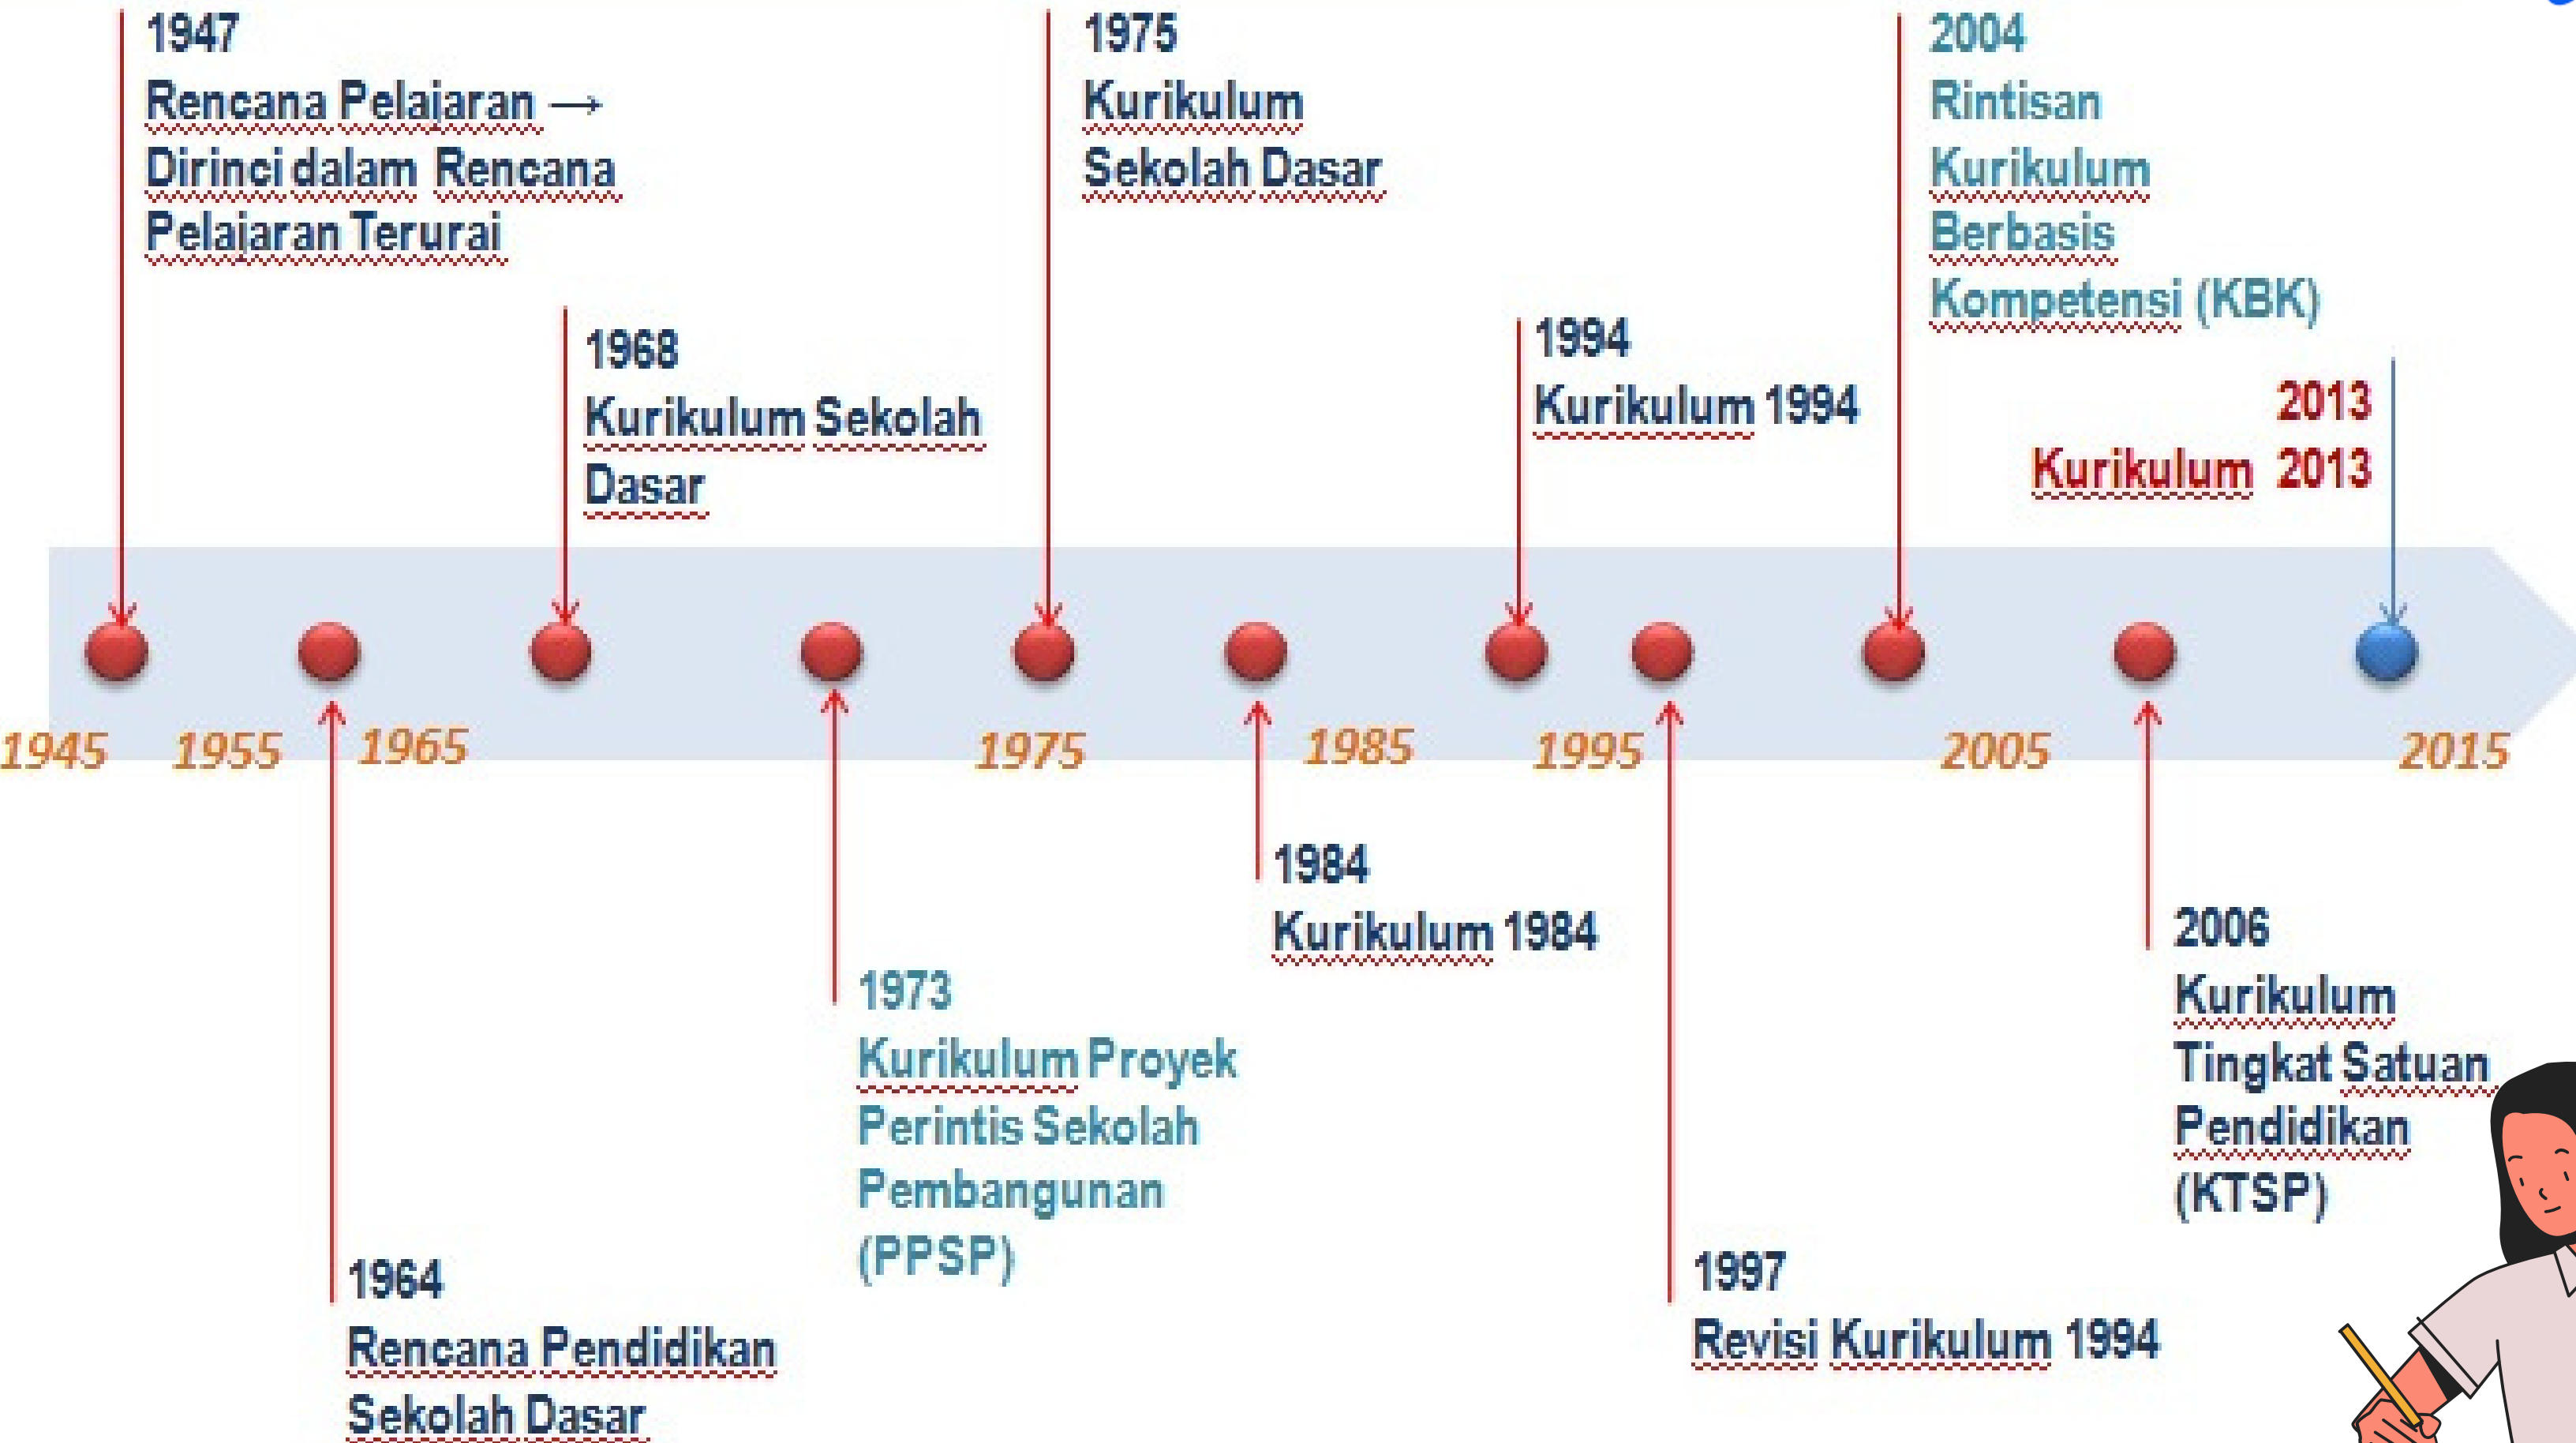 1947
Rencana Pelajaran →
Dirinci dalam Rencana
Pelajaran Terurai
1968
Kurikulum Sekolah
Dasar
1975
Kurikulum
Sekolah Dasar
1994
Kurikulum 1994
2004
Rintisan
Kurikulum
Berbasis
Kompetensi (KBK)
2013
Kurikulum 2013
1945
1955
1965
1975
1985
1995
2005
2015
1964
Rencana Pendidikan
Sekolah Dasar
1973
Kurikulum Proyek
Perintis Sekolah
Pembangunan
(PPSP)
1984
Kurikulum 1984
1997
Revisi Kurikulum 1994
2006
Kurikulum
Tingkat Satuan
Pendidikan
(KTSP)